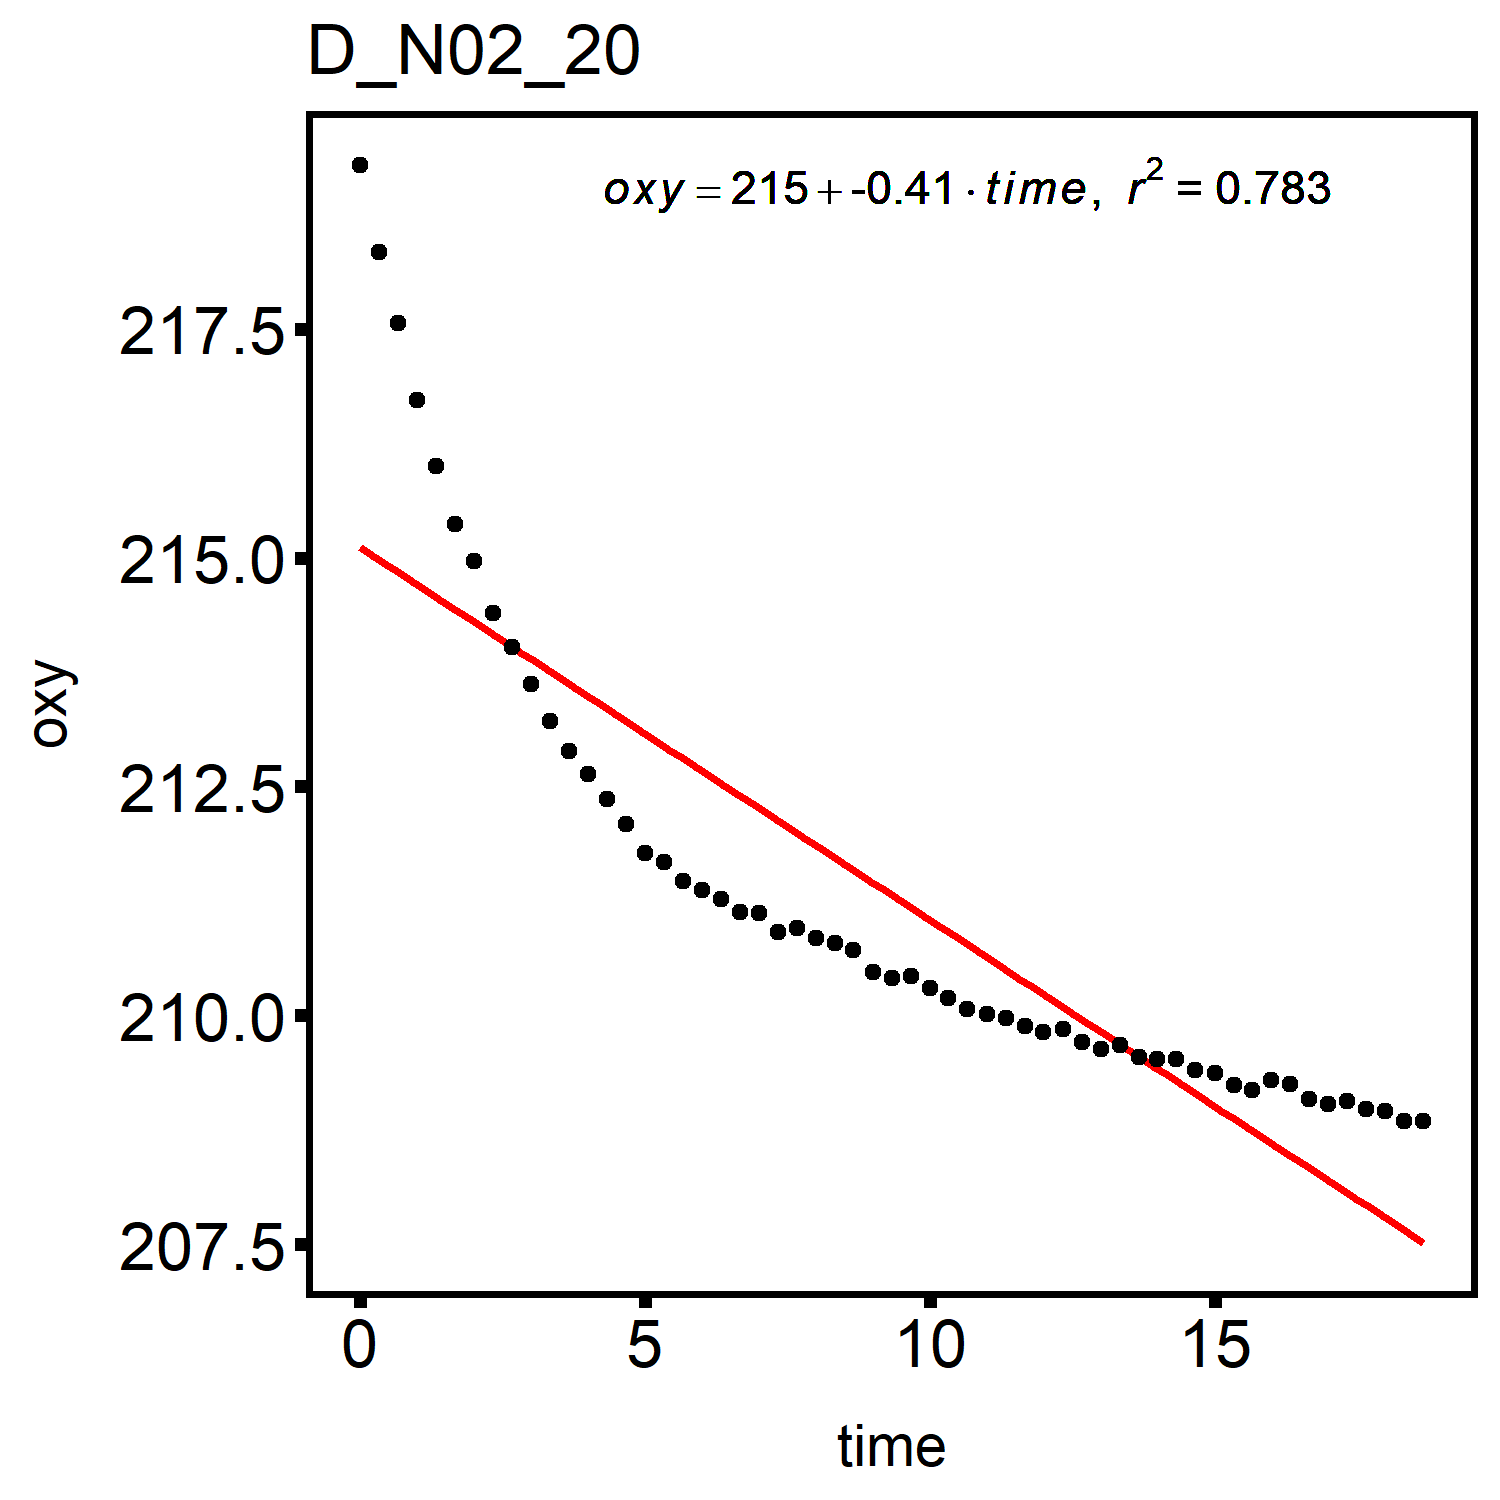 D_N02_20
oxy = 215 + -0.41 · time, r² = 0.783
217.5
215.0
212.5
210.0
207.5
oxy
0 5 10 15
time